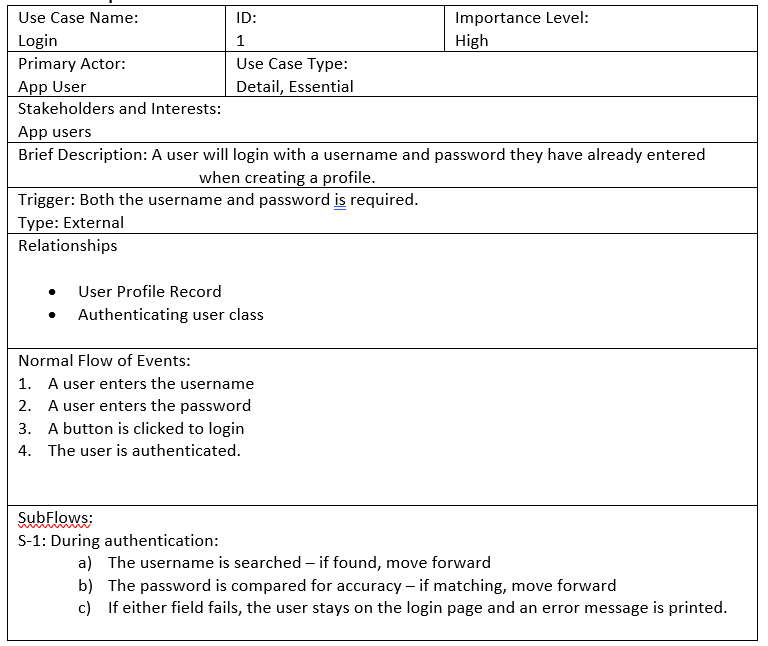 Use Case Name: ID: Importance Level:
Login 1 High
Primary Actor: Use Case Type:
App User Detail, Essential
Stakeholders and Interests:
App users
Brief Description: A user will login with a username and password they have already entered
when creating a profile.
Trigger: Both the username and password is required.
Type: External
Relationships
• User Profile Record
• Authenticating user class
Normal Flow of Events:
1. A user enters the username
2. A user enters the password
3. A button is clicked to login
4. The user is authenticated.
SubFlows:
S-1: During authentication:
a) The username is searched – if found, move forward
b) The password is compared for accuracy – if matching, move forward
c) If either field fails, the user stays on the login page and an error message is printed.